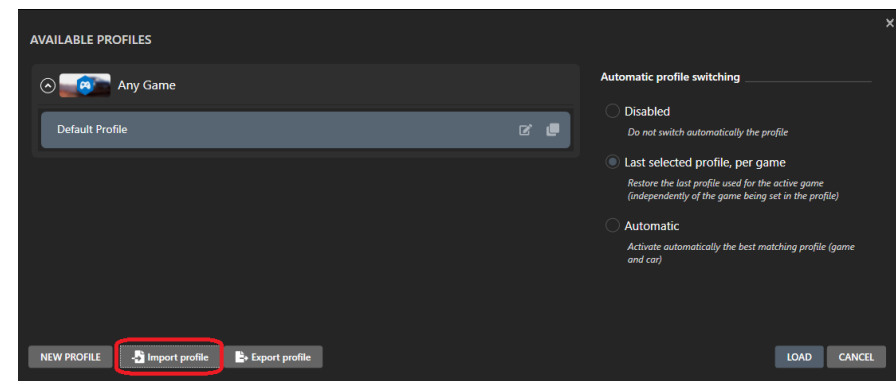 AVAILABLE PROFILES
Any Game
Default Profile
Automatic profile switching
Disabled
Do not switch automatically the profile
Last selected profile, per game
Restore the last profile used for the active game
(independently of the game being set in the profile)
Automatic
Activate automatically the best matching profile (game
and car)
NEW PROFILE
Import profile
Export profile
LOAD
CANCEL